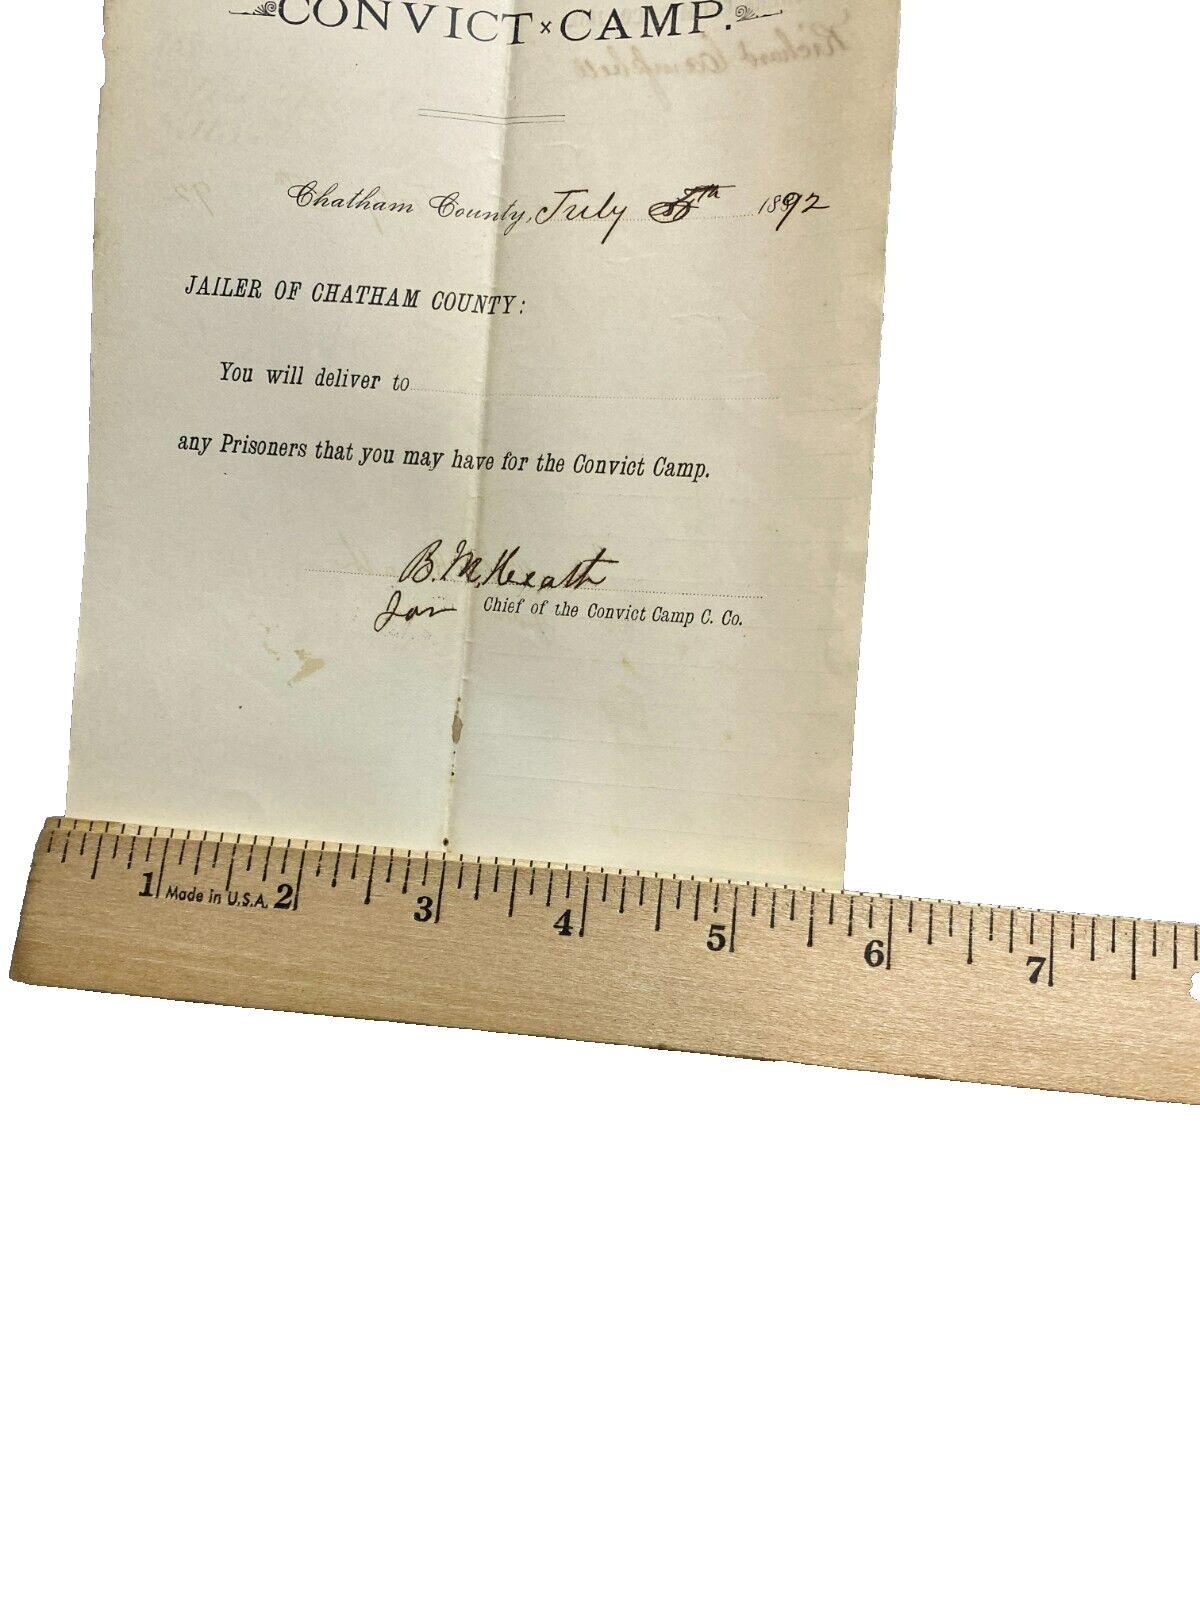 CONVICT × CAMP.
Chatham County, July 5th 1892
JAILER OF CHATHAM COUNTY:
You will deliver to
any Prisoners that you may have for the Convict Camp.
B. M.
Chief of the Convict Camp C. Co.
1 Made in U.S.A. 2 3 4 5 6 7